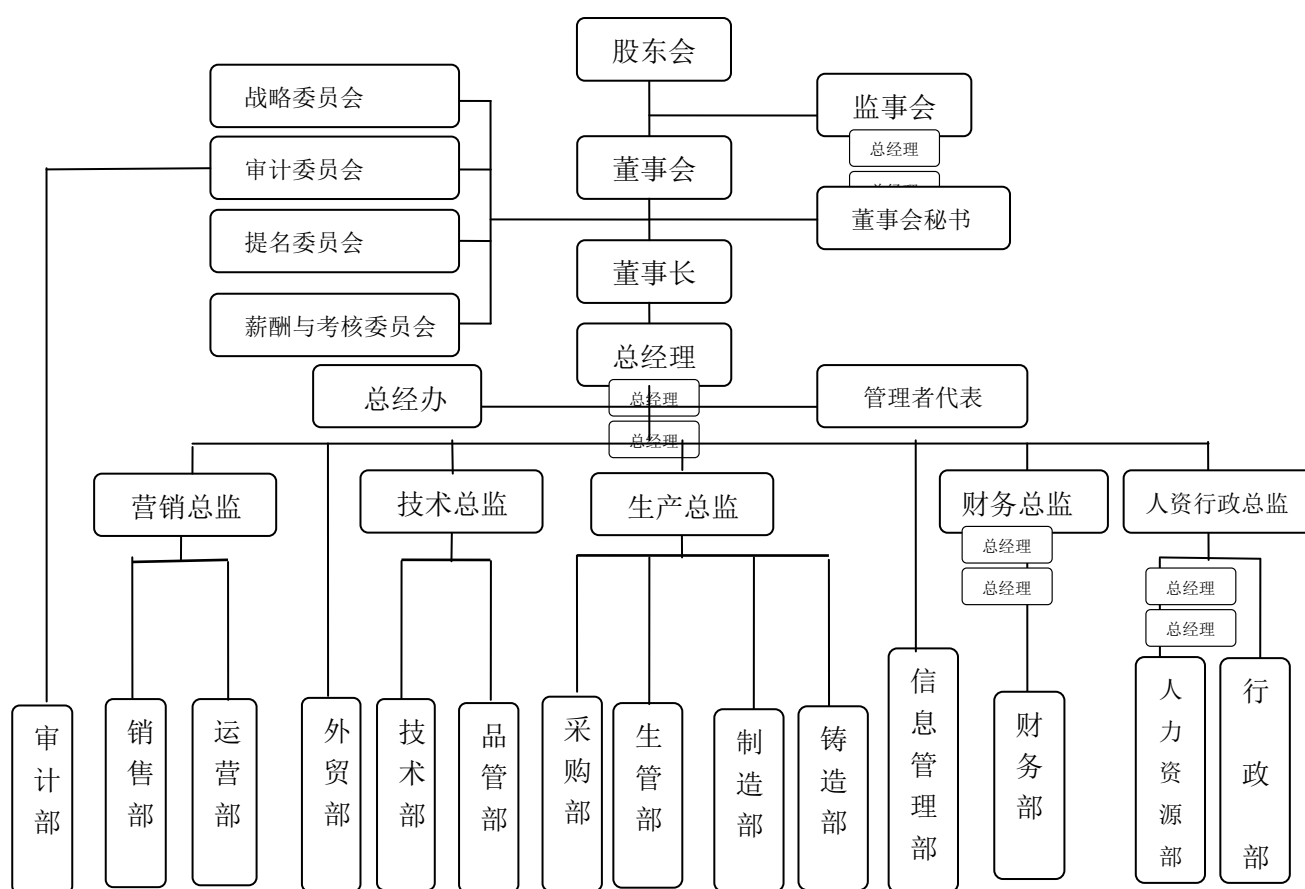 股东会
战略委员会
监事会
审计委员会
董事会
总经理
总经理
董事会秘书
提名委员会
董事长
薪酬与考核委员会
总经理
总经办
总经理
管理者代表
总经理
营销总监
技术总监
生产总监
财务总监
人资行政总监
总经理
总经理
总经理
总经理
审计部
销售部
运营部
外贸部
技术部
品管部
采购部
生管部
制造部
铸造部
信息管理部
财务部
人力资源部
行政部